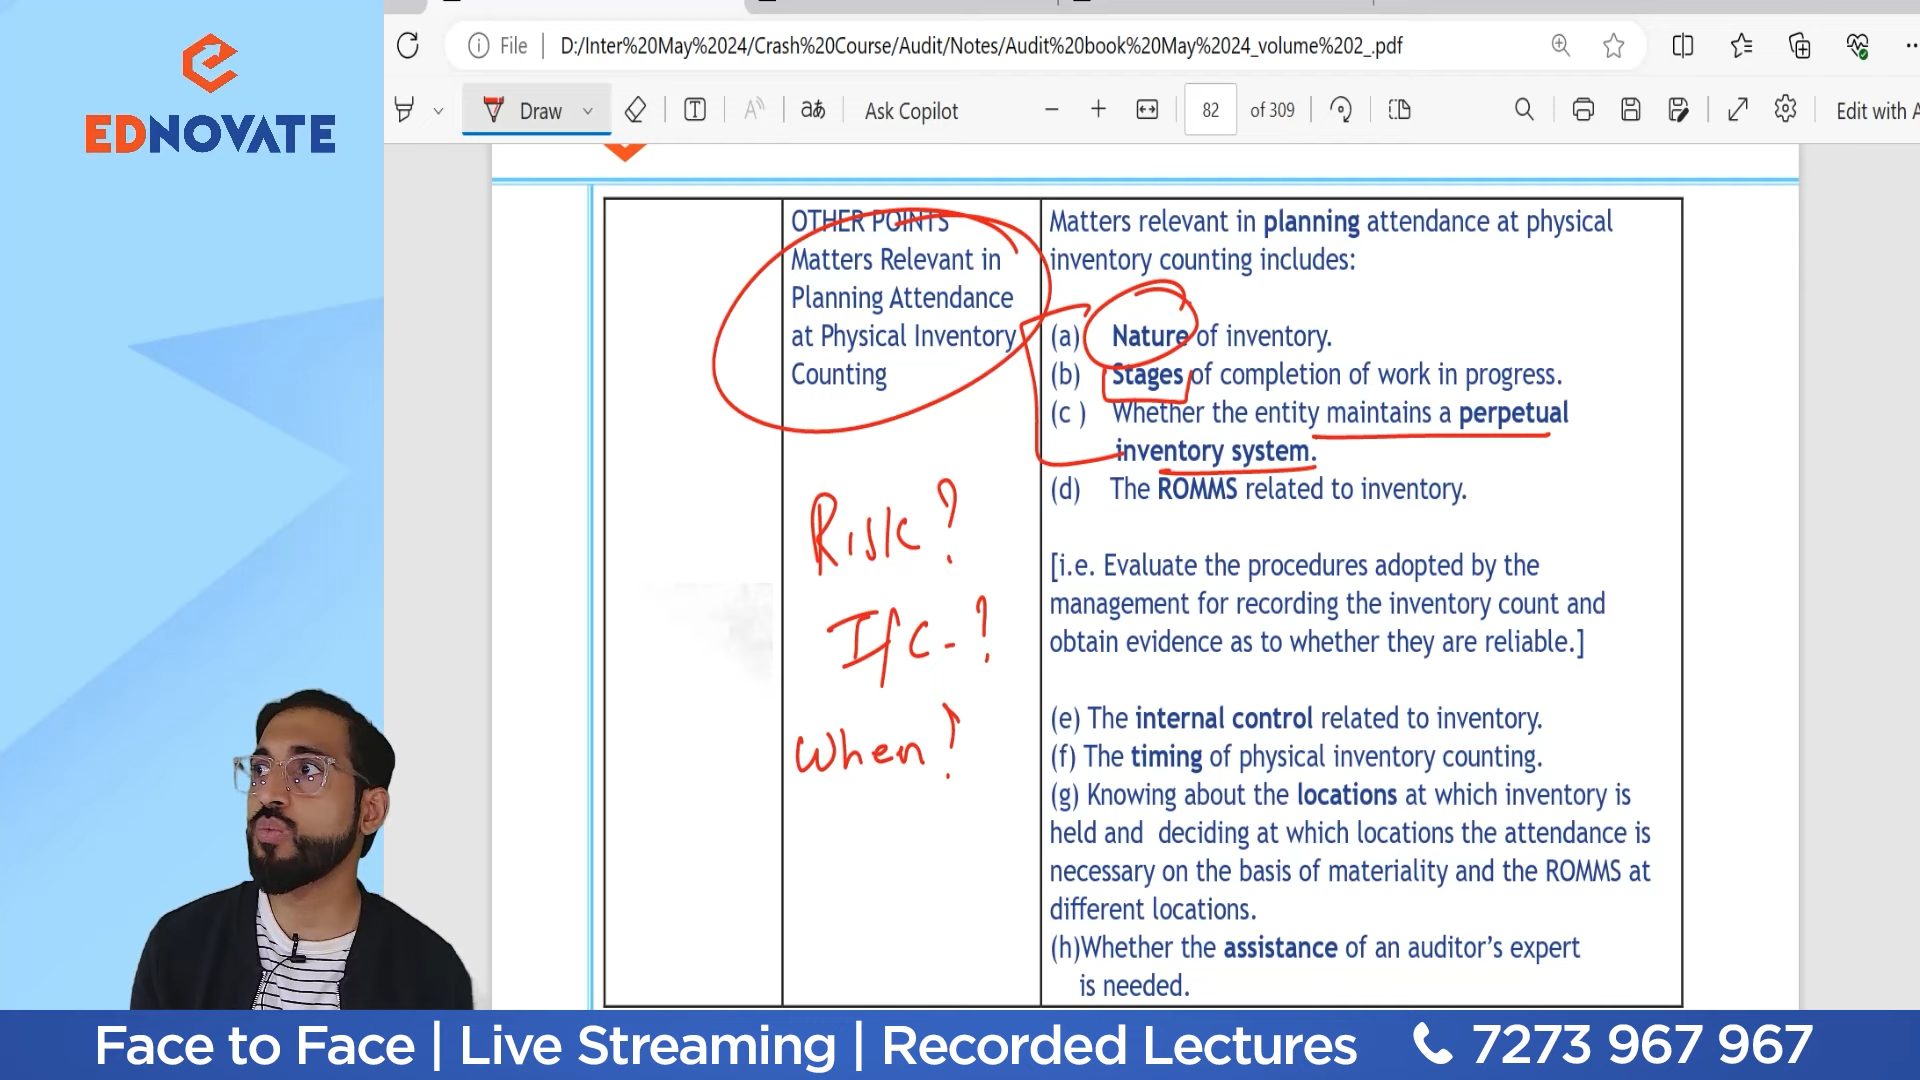 EDNOVATE
File
D:/Inter%20May%2024/Crash%20Course/Audit/Notes/Audit%20book%20May%2024_volume%202_.pdf
Draw
Ask Copilot
82 of 309
Edit with A
OTHER POINTS
Matters Relevant in
Planning Attendance
at Physical Inventory
Counting
Risk ?
Ifc - ?
When ?
Matters relevant in planning attendance at physical
inventory counting includes:
(a) Nature of inventory.
(b) Stages of completion of work in progress.
(c ) Whether the entity maintains a perpetual
inventory system.
(d) The ROMMS related to inventory.
[i.e. Evaluate the procedures adopted by the
management for recording the inventory count and
obtain evidence as to whether they are reliable.]
(e) The internal control related to inventory.
(f) The timing of physical inventory counting.
(g) Knowing about the locations at which inventory is
held and deciding at which locations the attendance is
necessary on the basis of materiality and the ROMMS at
different locations.
(h)Whether the assistance of an auditor’s expert
is needed.
Face to Face | Live Streaming | Recorded Lectures 7273 967 967